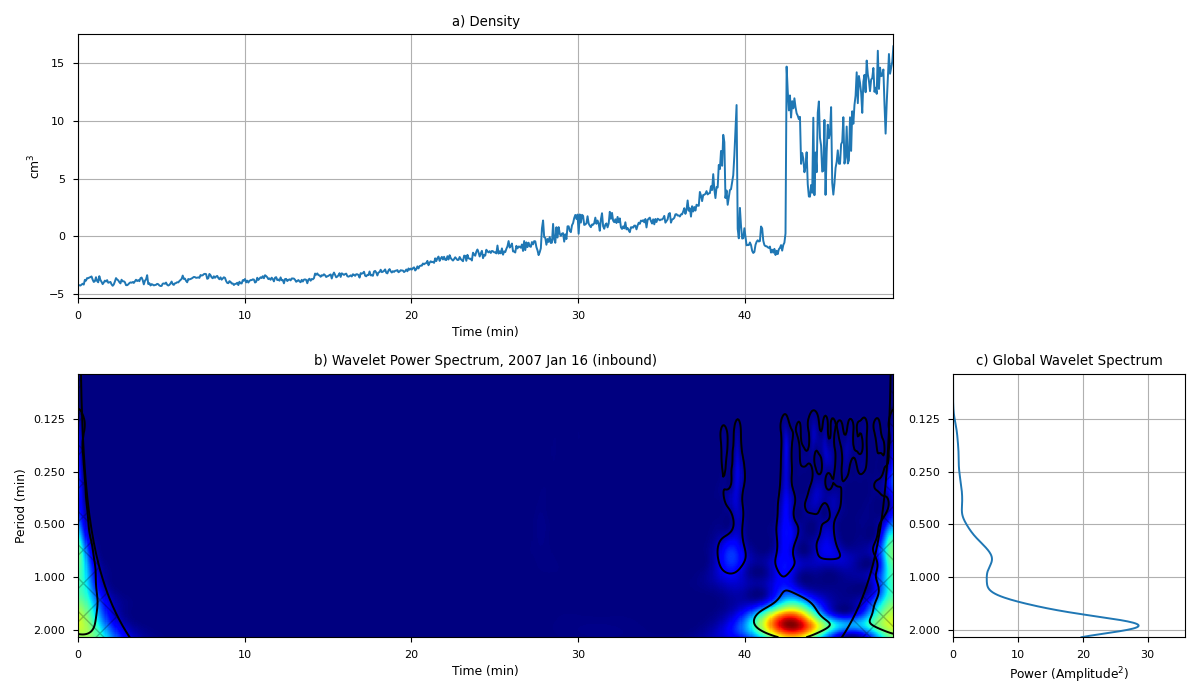 a) Density
cm³
15
10
5
0
−5
0 10 20 30 40
Time (min)
b) Wavelet Power Spectrum, 2007 Jan 16 (inbound)
Period (min)
0.125
0.250
0.500
1.000
2.000
0 10 20 30 40
Time (min)
c) Global Wavelet Spectrum
0.125
0.250
0.500
1.000
2.000
0 10 20 30
Power (Amplitude²)